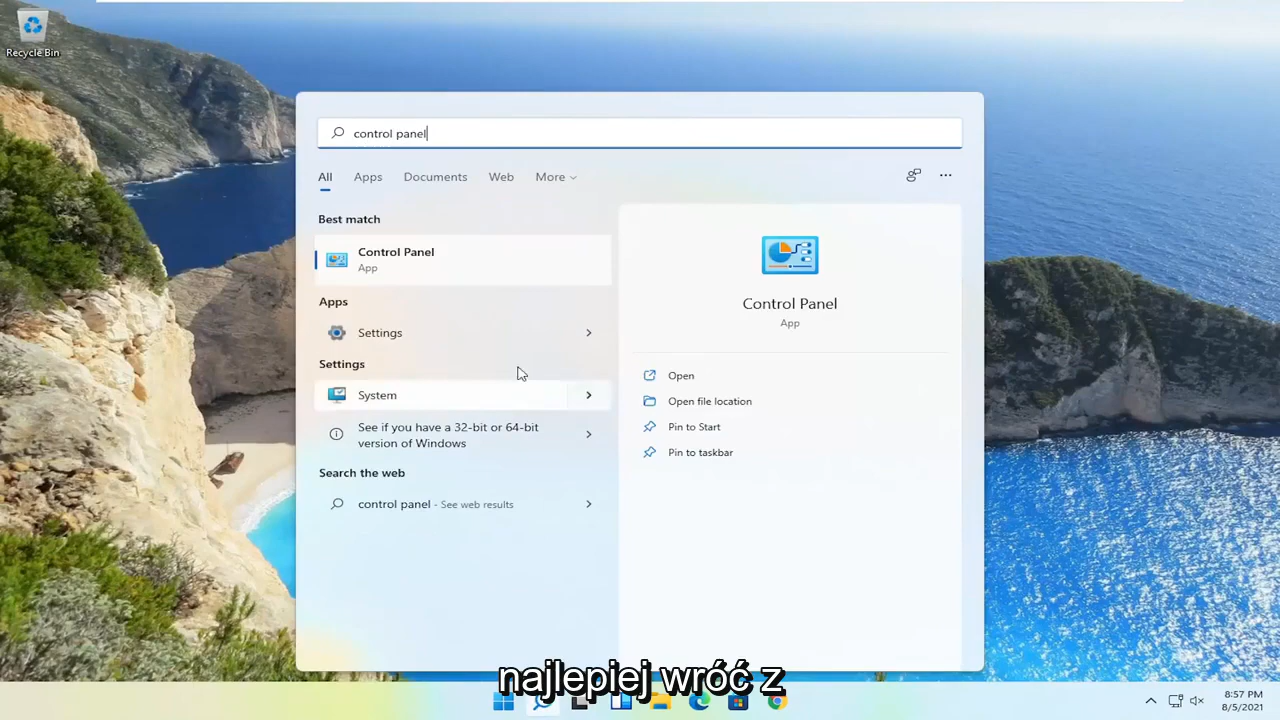 Recycle Bin
control panel
All Apps Documents Web More
Best match
Control Panel
App
Apps
Settings
Settings
System
See if you have a 32-bit or 64-bit
version of Windows
Search the web
control panel - See web results
Control Panel
App
Open
Open file location
Pin to Start
Pin to taskbar
najlepiej wróć z
8:57 PM
8/5/2021